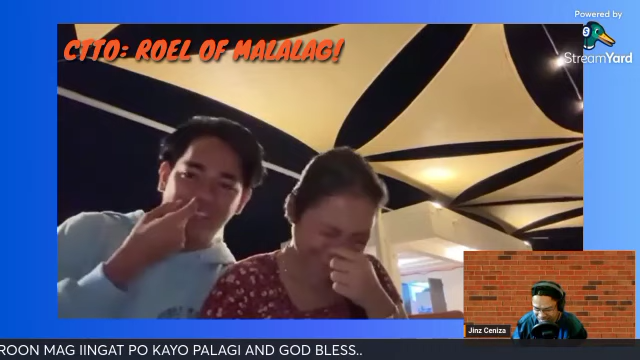 Powered by
StreamYard
CTTO: ROEL OF MALALAG!
Jinz Ceniza
ROON MAG IINGAT PO KAYO PALAGI AND GOD BLESS..